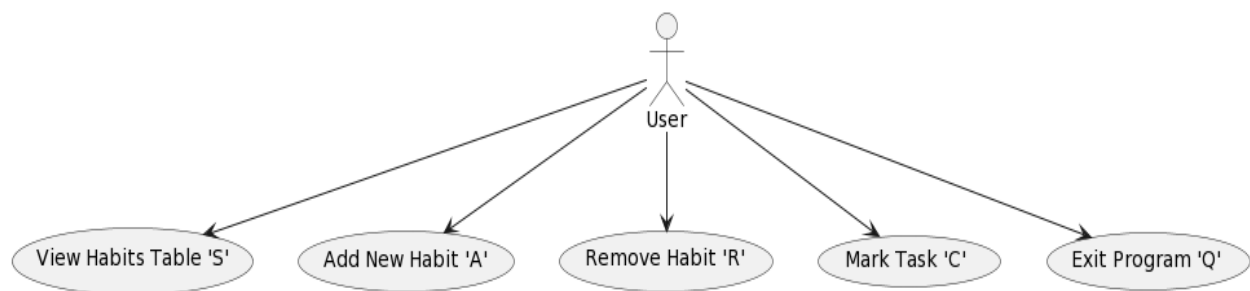 User
View Habits Table 'S'
Add New Habit 'A'
Remove Habit 'R'
Mark Task 'C'
Exit Program 'Q'